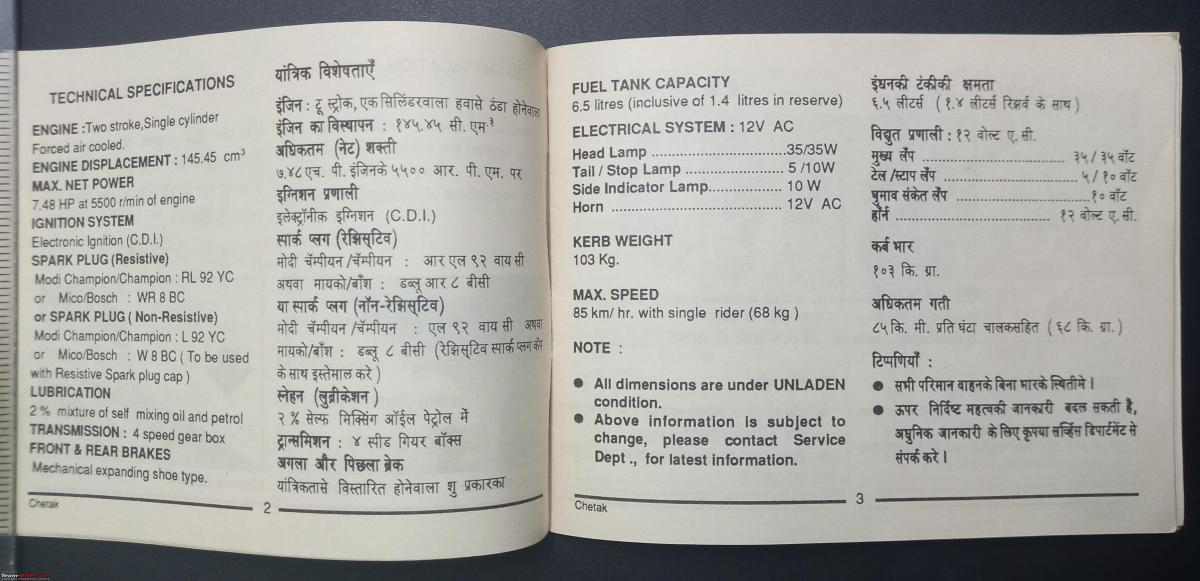 TECHNICAL SPECIFICATIONS
ENGINE : Two stroke, Single cylinder
Forced air cooled.
ENGINE DISPLACEMENT : 145.45 cm³
MAX. NET POWER
7.48 HP at 5500 r/min of engine
IGNITION SYSTEM
Electronic Ignition (C.D.I.)
SPARK PLUG (Resistive)
Modi Champion/Champion : RL 92 YC
or Mico/Bosch : WR 8 BC
or SPARK PLUG ( Non-Resistive)
Modi Champion/Champion : L 92 YC
or Mico/Bosch : W 8 BC ( To be used
with Resistive Spark plug cap )
LUBRICATION
2 % mixture of self mixing oil and petrol
TRANSMISSION : 4 speed gear box
FRONT & REAR BRAKES
Mechanical expanding shoe type.
यांत्रिक विशेषताएँ
इंजिन : टू स्ट्रोक, एक सिलिंडरवाला हवासे ठंडा होनेवाला
इंजिन का विस्थापन : १४५.४५ सी. एम-³
अधिकतम (नेट) शक्ती
७.४८ एच. पी. इंजिनके ५५०० आर. पी. एम. पर
इग्निशन प्रणाली
इलेक्ट्रॉनीक इग्निशन (C.D.I.)
स्पार्क प्लग (रेझिस्टिव)
मोदी चॅम्पीयन /चॅम्पीयन : आर एल ९२ वाय सी
अथवा मायको/बॉश : डब्लू आर ८ बीसी
या स्पार्क प्लग (नॉन-रेझिस्टिव)
मोदी चॅम्पीयन /चॅम्पीयन : एल ९२ वाय सी अथवा
मायको/बॉश : डब्लू ८ बीसी (रेझिस्टिव स्पार्क प्लग कॅप
के साथ इस्तेमाल करे )
स्नेहन (लुब्रीकेशन )
२ % सेल्फ मिक्सिंग ऑईल पेट्रोल में
ट्रान्समिशन : ४ स्पीड गियर बॉक्स
अगला और पिछला ब्रेक
यांत्रिकतासे विस्तारित होनेवाला शु प्रकारका
Chetak
2
FUEL TANK CAPACITY
6.5 litres (inclusive of 1.4 litres in reserve)
ELECTRICAL SYSTEM : 12V AC
Head Lamp ..............................35/35W
Tail / Stop Lamp ....................... 5 /10W
Side Indicator Lamp................. 10 W
Horn ....................................... 12V AC
KERB WEIGHT
103 Kg.
MAX. SPEED
85 km/ hr. with single rider (68 kg )
NOTE :
● All dimensions are under UNLADEN
condition.
● Above information is subject to
change, please contact Service
Dept ., for latest information.
इंधनकी टंकीकी क्षमता
६.५ लीटर्स ( १.४ लीटर्स रिझर्व के साथ )
विद्युत प्रणाली : १२ वोल्ट ए. सी.
मुख्य लॅंप .............................. ३५ / ३५ वॉट
टेल /स्टाप लॅंप ............................ ५ / १० वॉट
घुमाव संकेत लॅंप ...........................१० वॉट
हॉर्न ................................ १२ वोल्ट ए. सी.
कर्ब भार
१०३ कि. ग्रा.
अधिकतम गती
८५ कि. मी. प्रति घंटा चालकसहित ( ६८ कि. ग्रा.)
टिप्पणियाँ :
● सभी परिमान वाहनके बिना भारके स्थितीमे ।
● ऊपर निर्दिष्ट महत्वकी जानकारी बदल सकती है,
अधुनिक जानकारी के लिए कृपया सर्व्हिस डिपार्टमेंट से
संपर्क करे ।
Chetak
3